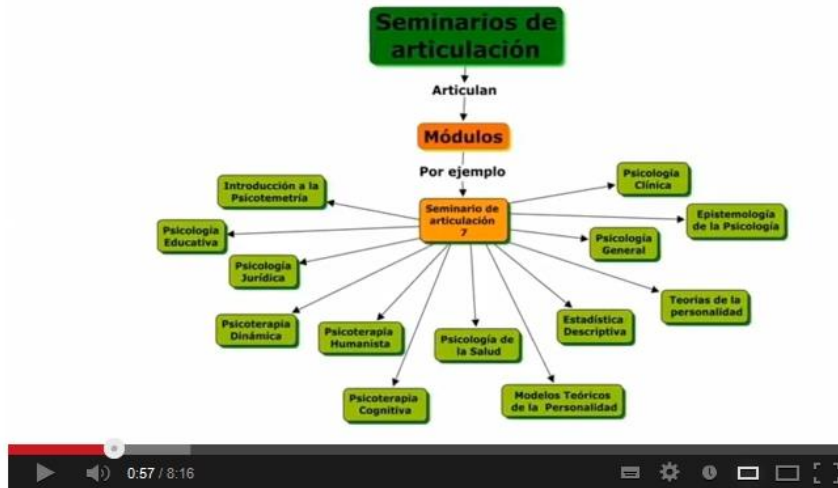 Seminarios de
articulación
Articulan
Módulos
Por ejemplo
Seminario de
articulación
7
Introducción a la
Psicotemetría
Psicología
Educativa
Psicología
Jurídica
Psicoterapia
Dinámica
Psicoterapia
Humanista
Psicoterapia
Cognitiva
Psicología de
la Salud
Modelos Teóricos
de la Personalidad
Estadística
Descriptiva
Teorias de la
personalidad
Psicología
General
Epistemología
de la Psicología
Psicología
Clínica
0:57 / 8:16